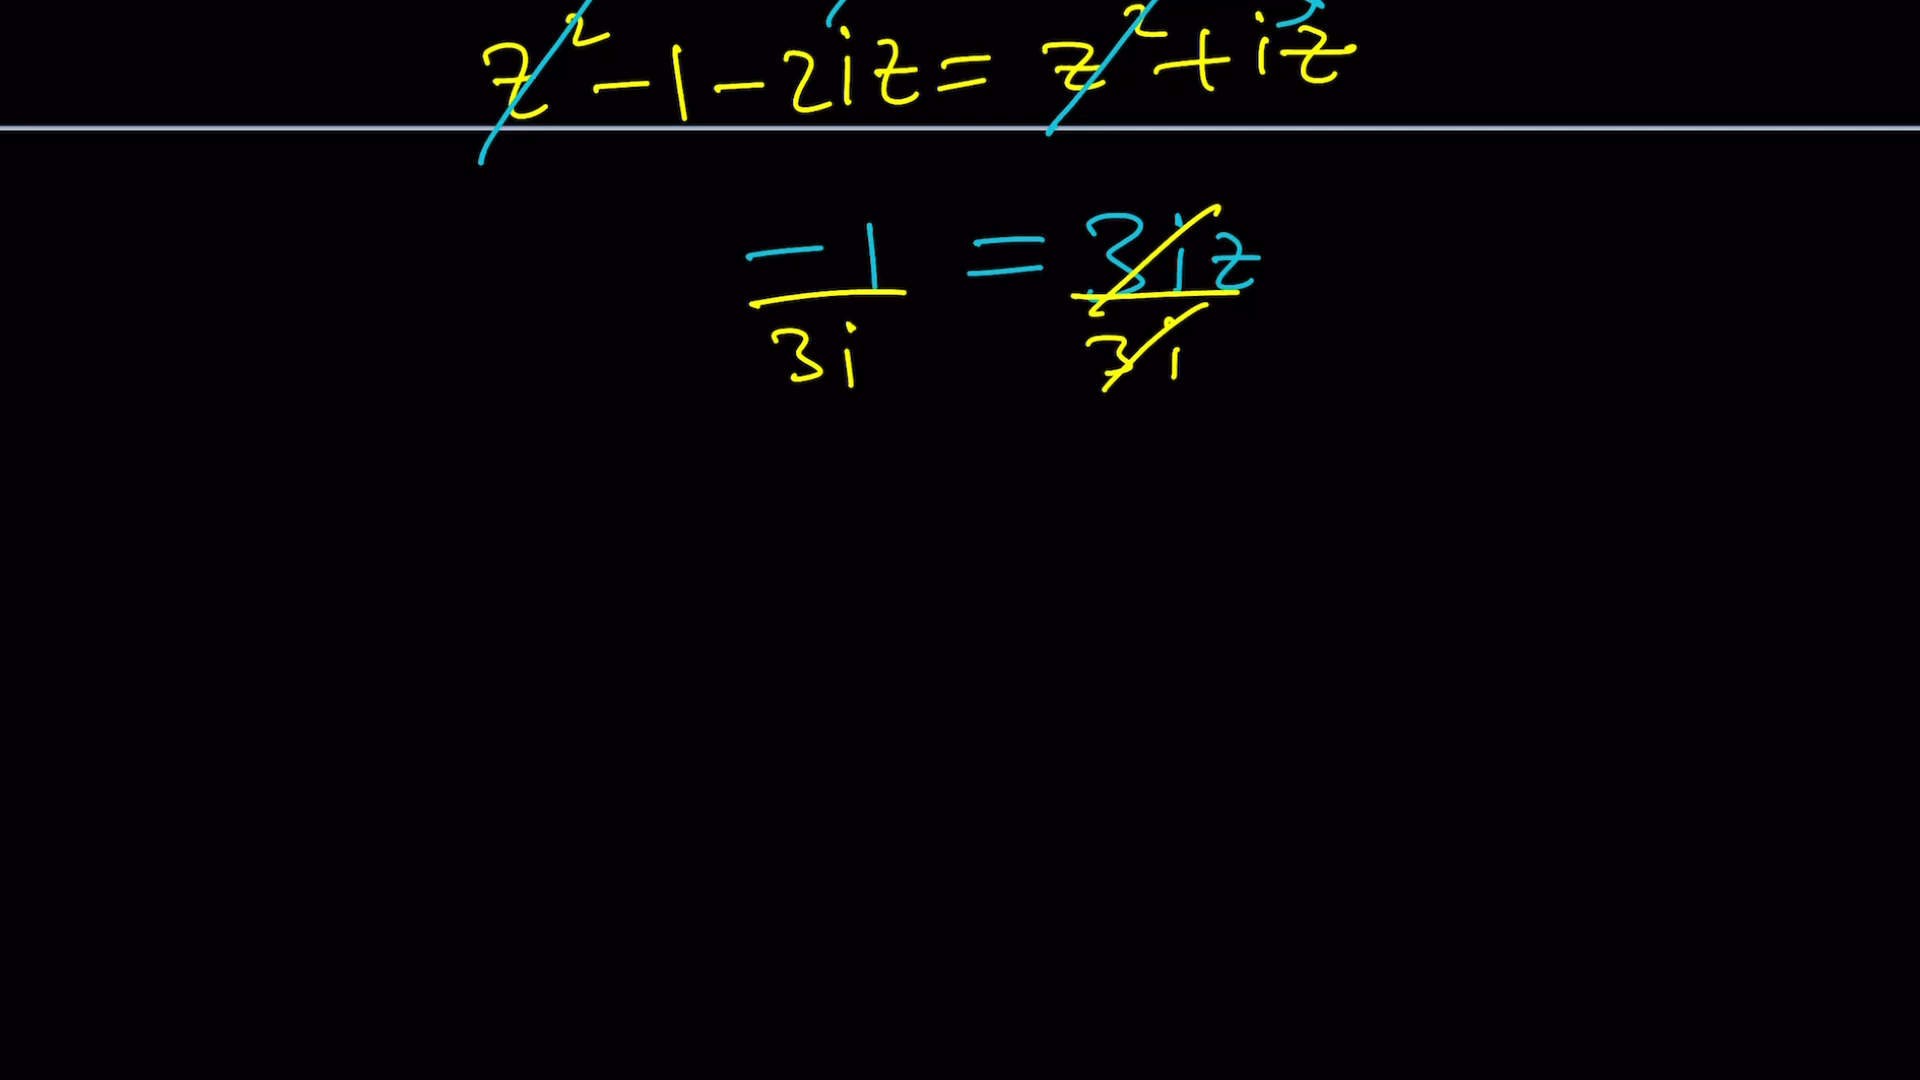 z² - 1 - 2iz = z² + iz
-1 = 3iz
3i 3i